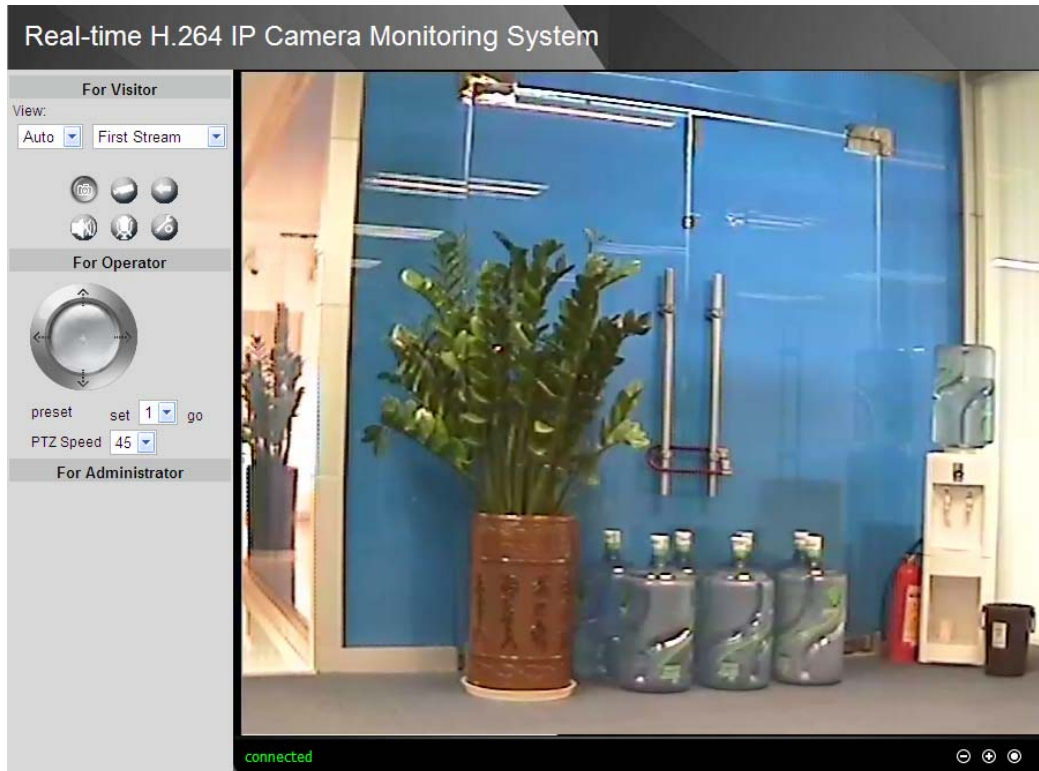 Real-time H.264 IP Camera Monitoring System
For Visitor
View:
Auto First Stream
For Operator
preset set 1 go
PTZ Speed 45
For Administrator
connected